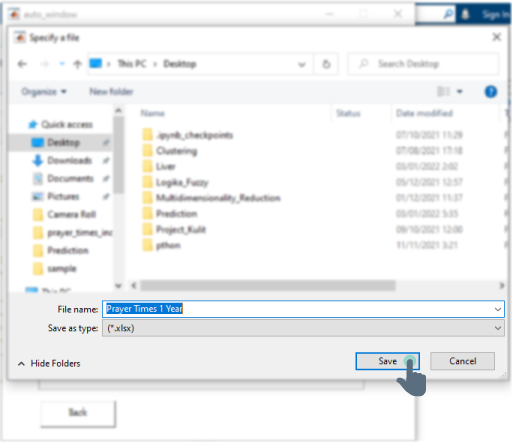 auto_window
Sign In
Specify a file
This PC > Desktop
Search Desktop
Organize
New folder
Name
Status
Date modified
Quick access
Desktop
Downloads
Documents
Pictures
Camera Roll
prayer_times_inc
Prediction
sample
This PC
.ipynb_checkpoints 07/10/2021 11:29
Clustering 07/08/2021 17:18
Liver 03/01/2022 2:02
Logika_Fuzzy 05/12/2021 12:57
Multidimensionality_Reduction 01/12/2021 11:37
Prediction 03/01/2022 5:35
Project_Kulit 09/10/2021 12:00
pthon 11/11/2021 3:21
File name: Prayer Times 1 Year
Save as type: (*.xlsx)
Hide Folders
Save
Cancel
Back